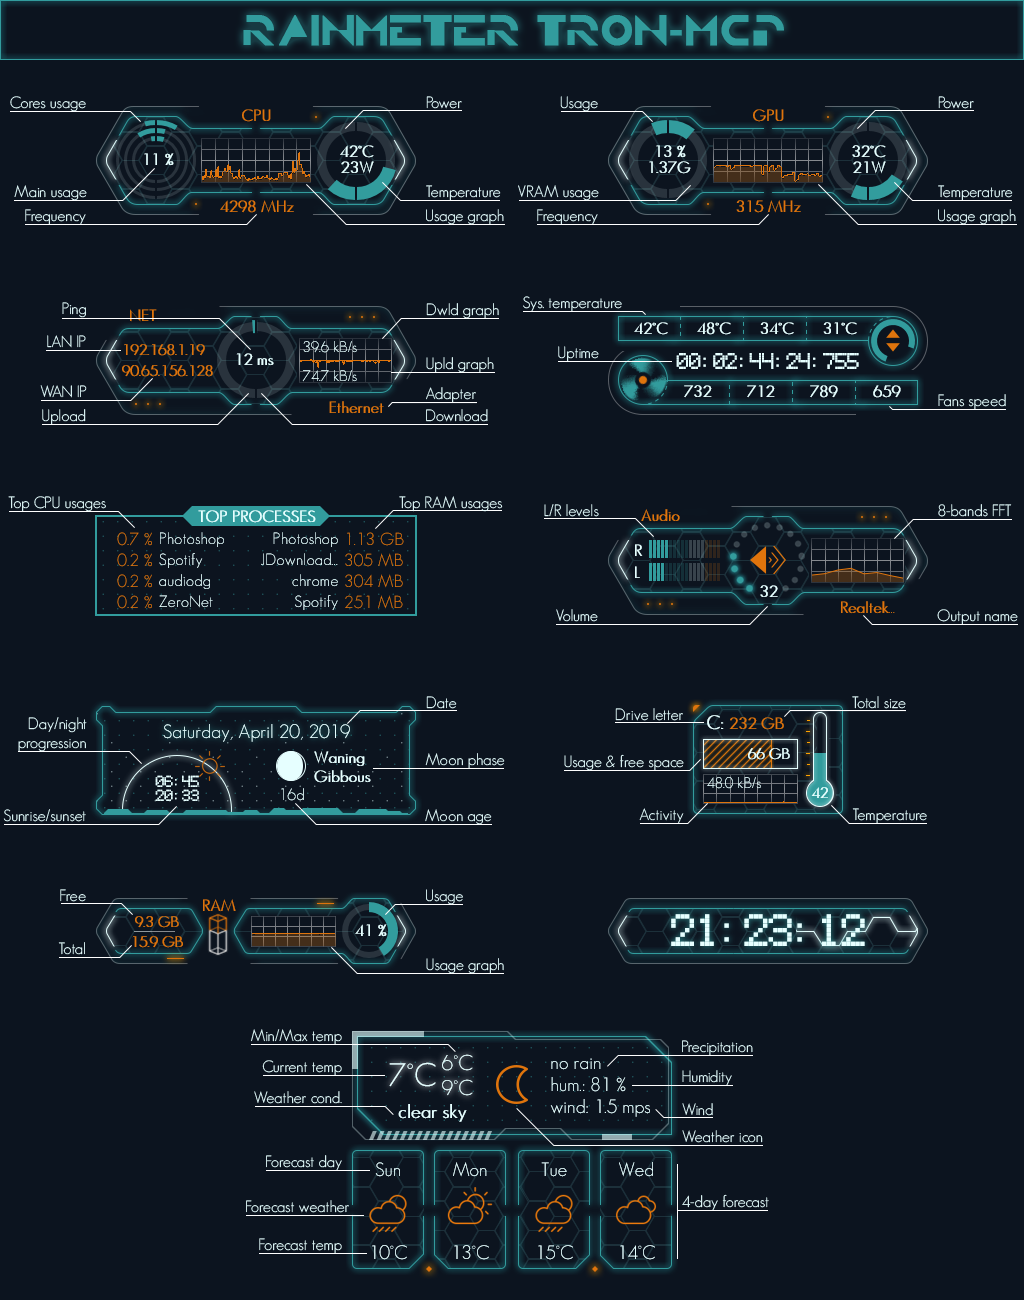 RAINMETER TRON-MCP
Cores usage
CPU
Power
11 %
42°C
23W
Main usage
Temperature
Frequency
4298 MHz
Usage graph
Usage
GPU
Power
13 %
1.37G
32°C
21W
VRAM usage
Temperature
Frequency
315 MHz
Usage graph
Ping
NET
Dwld graph
LAN IP
192.168.1.19
39.6 kB/s
12 ms
90.65.156.128
74.7 kB/s
Upld graph
WAN IP
Adapter
Ethernet
Upload
Download
Sys. temperature
42°C 48°C 34°C 31°C
Uptime
00: 02: 44: 24: 755
732 712 789 659
Fans speed
Top CPU usages
Top RAM usages
TOP PROCESSES
0.7 % Photoshop Photoshop 1.13 GB
0.2 % Spotify JDownload... 305 MB
0.2 % audiodg chrome 304 MB
0.2 % ZeroNet Spotify 251 MB
L/R levels
Audio
8-bands FFT
R
L
32
Realtek...
Volume
Output name
Date
Day/night
progression
Saturday, April 20, 2019
Waning
Gibbous
Moon phase
06: 45
20: 33
16d
Sunrise/sunset
Moon age
Total size
Drive letter
C: 232 GB
66 GB
Usage & free space
48.0 kB/s
42
Activity
Temperature
Free
RAM
Usage
9.3 GB
41 %
15.9 GB
Total
Usage graph
21: 23: 12
Min/Max temp
6°C
7°C
9°C
Current temp
Weather cond.
clear sky
no rain
hum.: 81 %
wind: 1.5 mps
Precipitation
Humidity
Wind
Weather icon
Forecast day
Sun Mon Tue Wed
Forecast weather
4-day forecast
Forecast temp
10°C 13°C 15°C 14°C